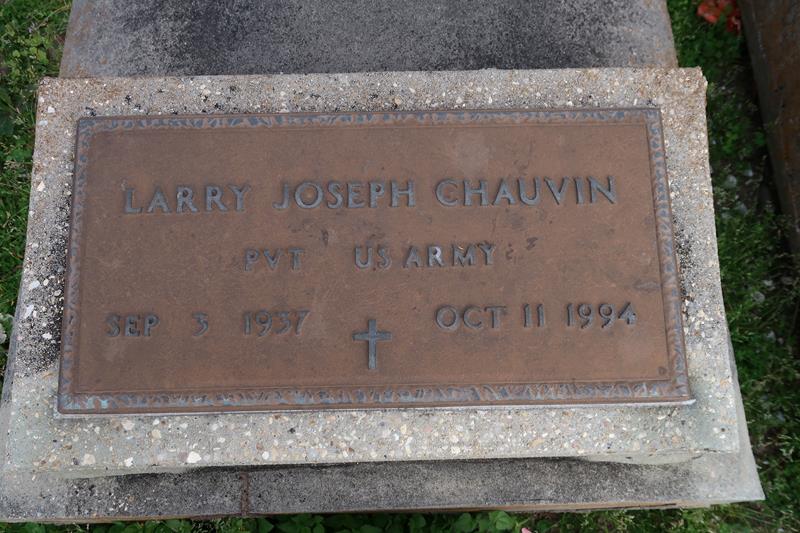 LARRY JOSEPH CHAUVIN
PVT US ARMY
SEP 3 1937 OCT 11 1994